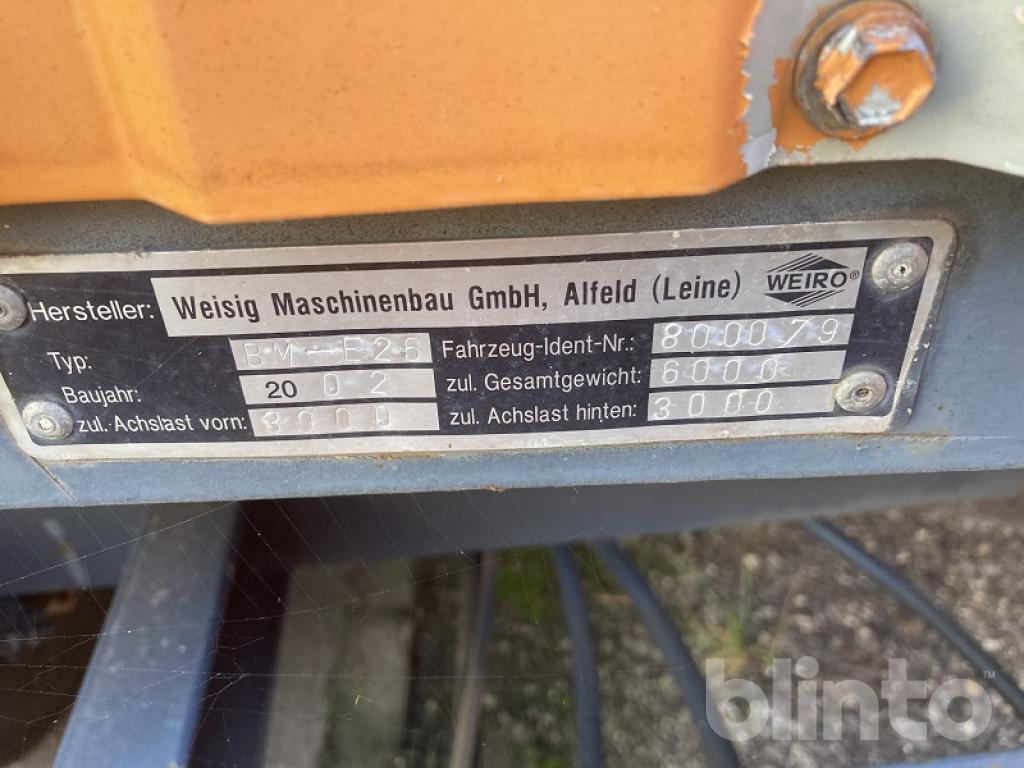 Hersteller: Weisig Maschinenbau GmbH, Alfeld (Leine) WEIRO®
Typ: BM-E26 Fahrzeug-Ident-Nr.: 800079
Baujahr: 2002 zul. Gesamtgewicht: 6000
zul. Achslast vorn: 3000 zul. Achslast hinten: 3000
blinto™